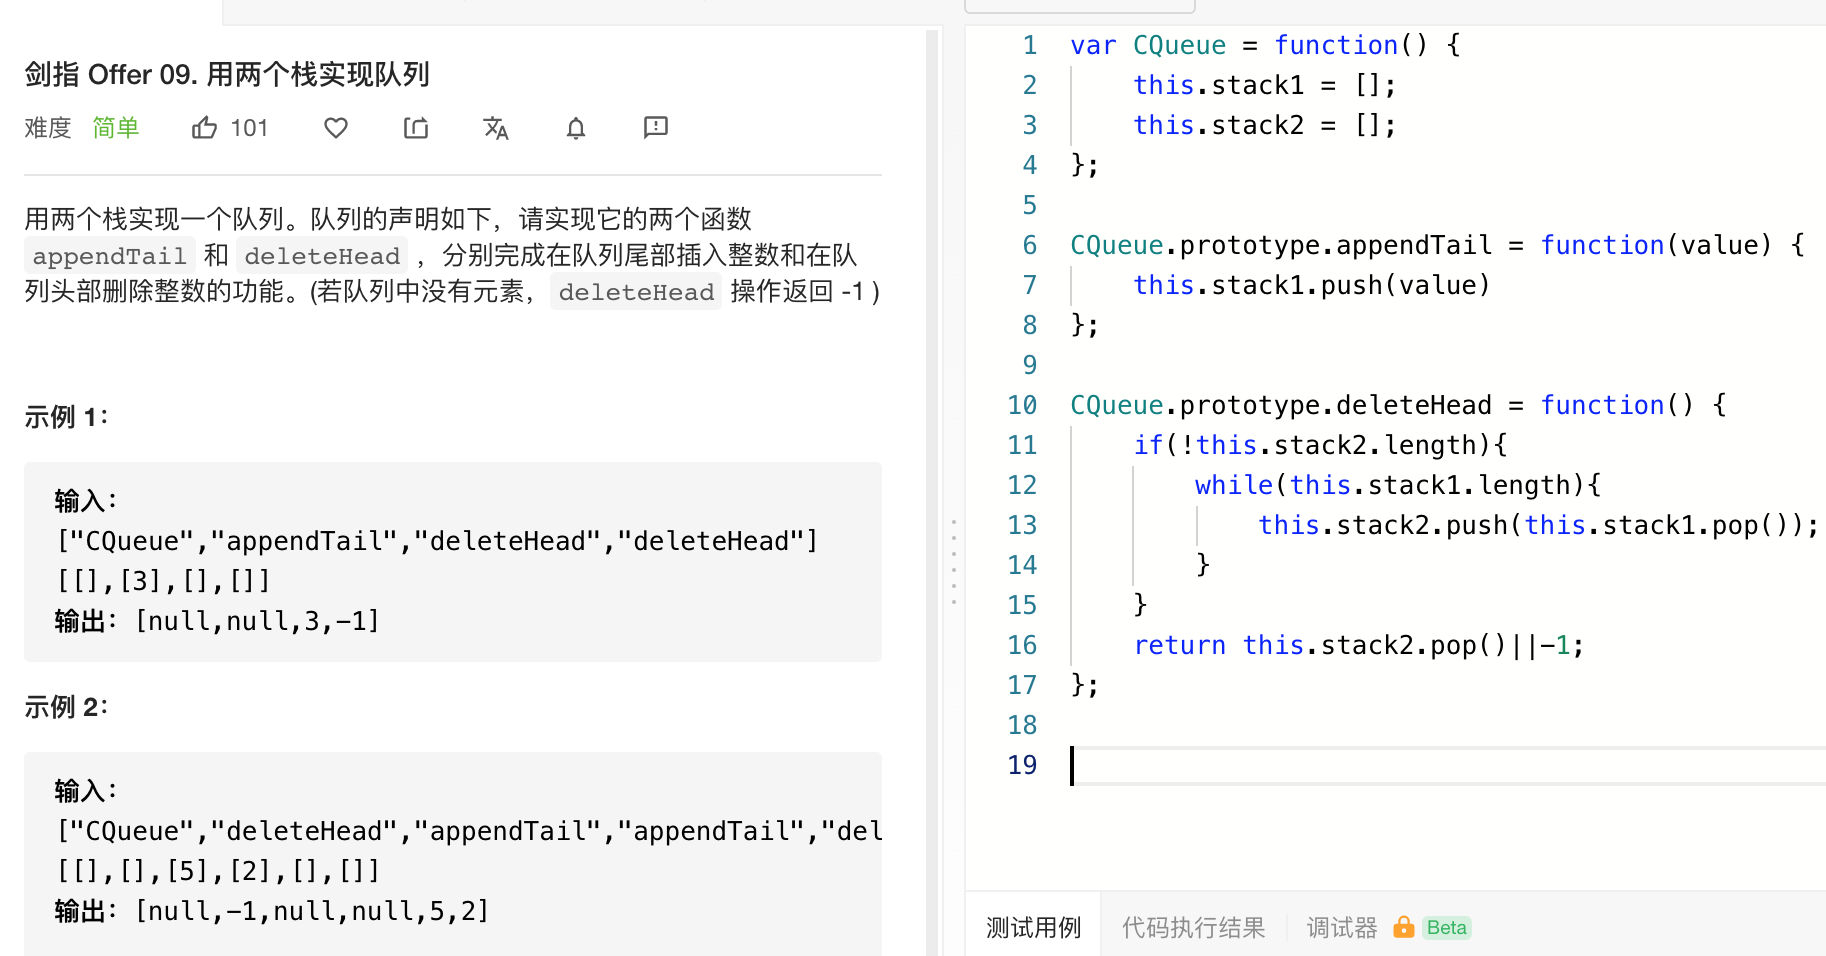 剑指 Offer 09. 用两个栈实现队列
难度 简单 101
用两个栈实现一个队列。队列的声明如下，请实现它的两个函数
appendTail 和 deleteHead ，分别完成在队列尾部插入整数和在队
列头部删除整数的功能。(若队列中没有元素，deleteHead 操作返回 -1 )
示例 1：
输入：
["CQueue","appendTail","deleteHead","deleteHead"]
[[],[3],[],[]]
输出：[null,null,3,-1]
示例 2：
输入：
["CQueue","deleteHead","appendTail","appendTail","del
[[],[],[5],[2],[],[]]
输出：[null,-1,null,null,5,2]
1 var CQueue = function() {
2 this.stack1 = [];
3 this.stack2 = [];
4 };
5
6 CQueue.prototype.appendTail = function(value) {
7 this.stack1.push(value)
8 };
9
10 CQueue.prototype.deleteHead = function() {
11 if(!this.stack2.length){
12 while(this.stack1.length){
13 this.stack2.push(this.stack1.pop());
14 }
15 }
16 return this.stack2.pop()||-1;
17 };
18
19
测试用例 代码执行结果 调试器 Beta